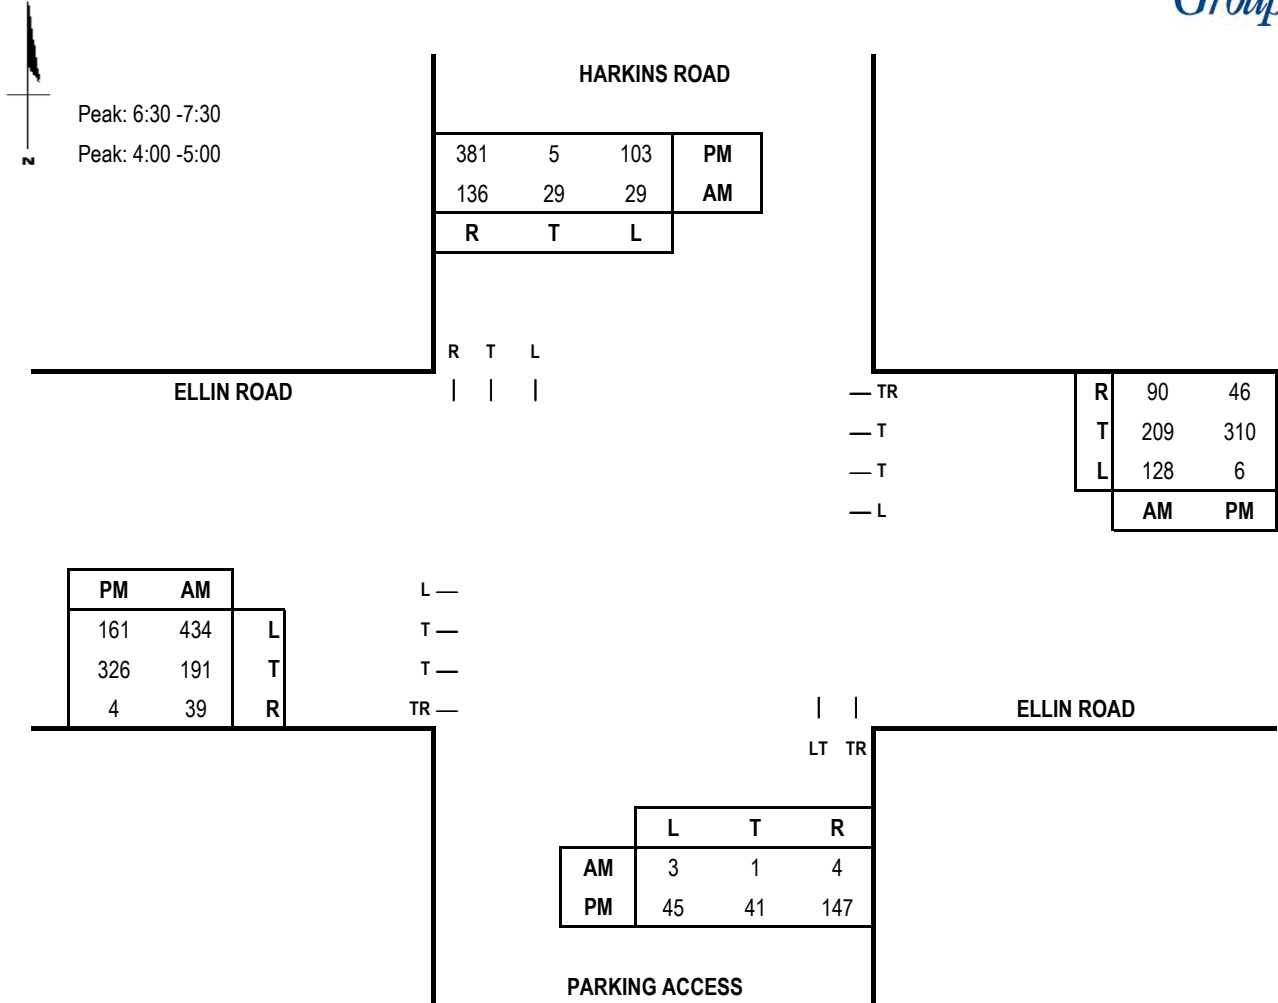 Group
HARKINS ROAD
Peak: 6:30 -7:30
Peak: 4:00 -5:00
N
381 5 103 PM
136 29 29 AM
R T L
R T L
ELLIN ROAD
TR
T
T
L
R 90 46
T 209 310
L 128 6
AM PM
PM AM
161 434 L
326 191 T
4 39 R
L
T
T
TR
ELLIN ROAD
LT TR
L T R
AM 3 1 4
PM 45 41 147
PARKING ACCESS